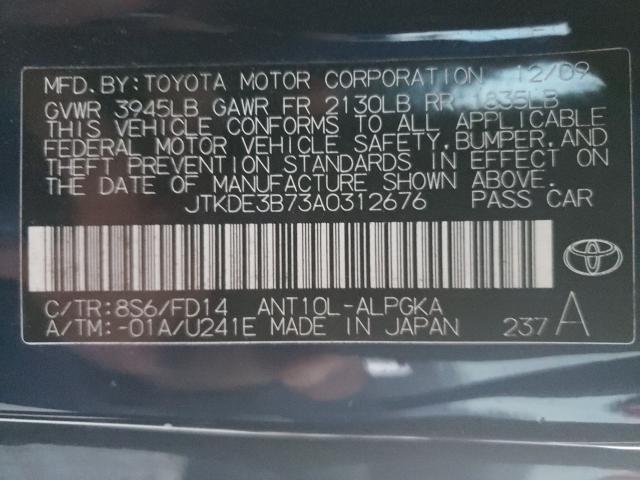 MFD. BY: TOYOTA MOTOR CORPORATION 12/09
GVWR 3945LB GAWR FR 2130LB RR 1835LB
THIS VEHICLE CONFORMS TO ALL APPLICABLE
FEDERAL MOTOR VEHICLE SAFETY, BUMPER, AND
THEFT PREVENTION STANDARDS IN EFFECT ON
THE DATE OF MANUFACTURE SHOWN ABOVE.
JTKDE3B73A0312676 PASS CAR
C/TR: 8S6/FD14 ANT10L-ALPGKA
A/TM: -01A/U241E MADE IN JAPAN 237 A